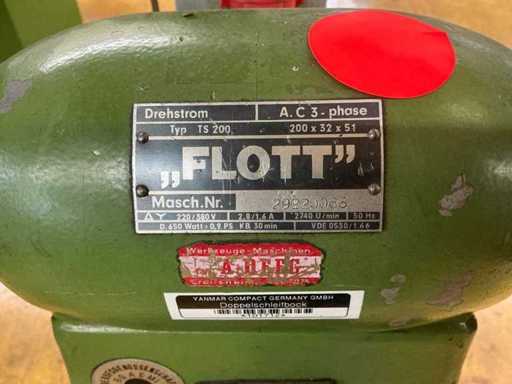 Drehstrom A.C 3-phase
Typ TS 200 200 x 32 x 51
„FLOTT”
Masch.Nr.
220/380 V 2,8/1,6 A 2740 U/min 50 Hz
0.650 Watt=0,9 PS KB 30 min VDE 0530/1.66
Werkzeuge-Maschinen
YANMAR COMPACT GERMANY GMBH
Doppelschleifbock